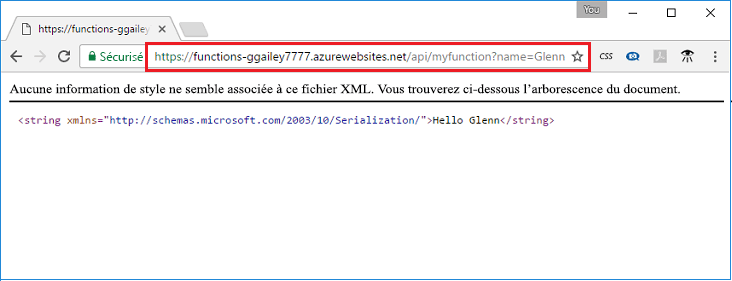 You
https://functions-ggailey
Sécurisé https://functions-ggailey7777.azurewebsites.net/api/myfunction?name=Glenn CSS
Aucune information de style ne semble associée à ce fichier XML. Vous trouverez ci-dessous l'arborescence du document.
<string xmlns="http://schemas.microsoft.com/2003/10/Serialization/">Hello Glenn</string>